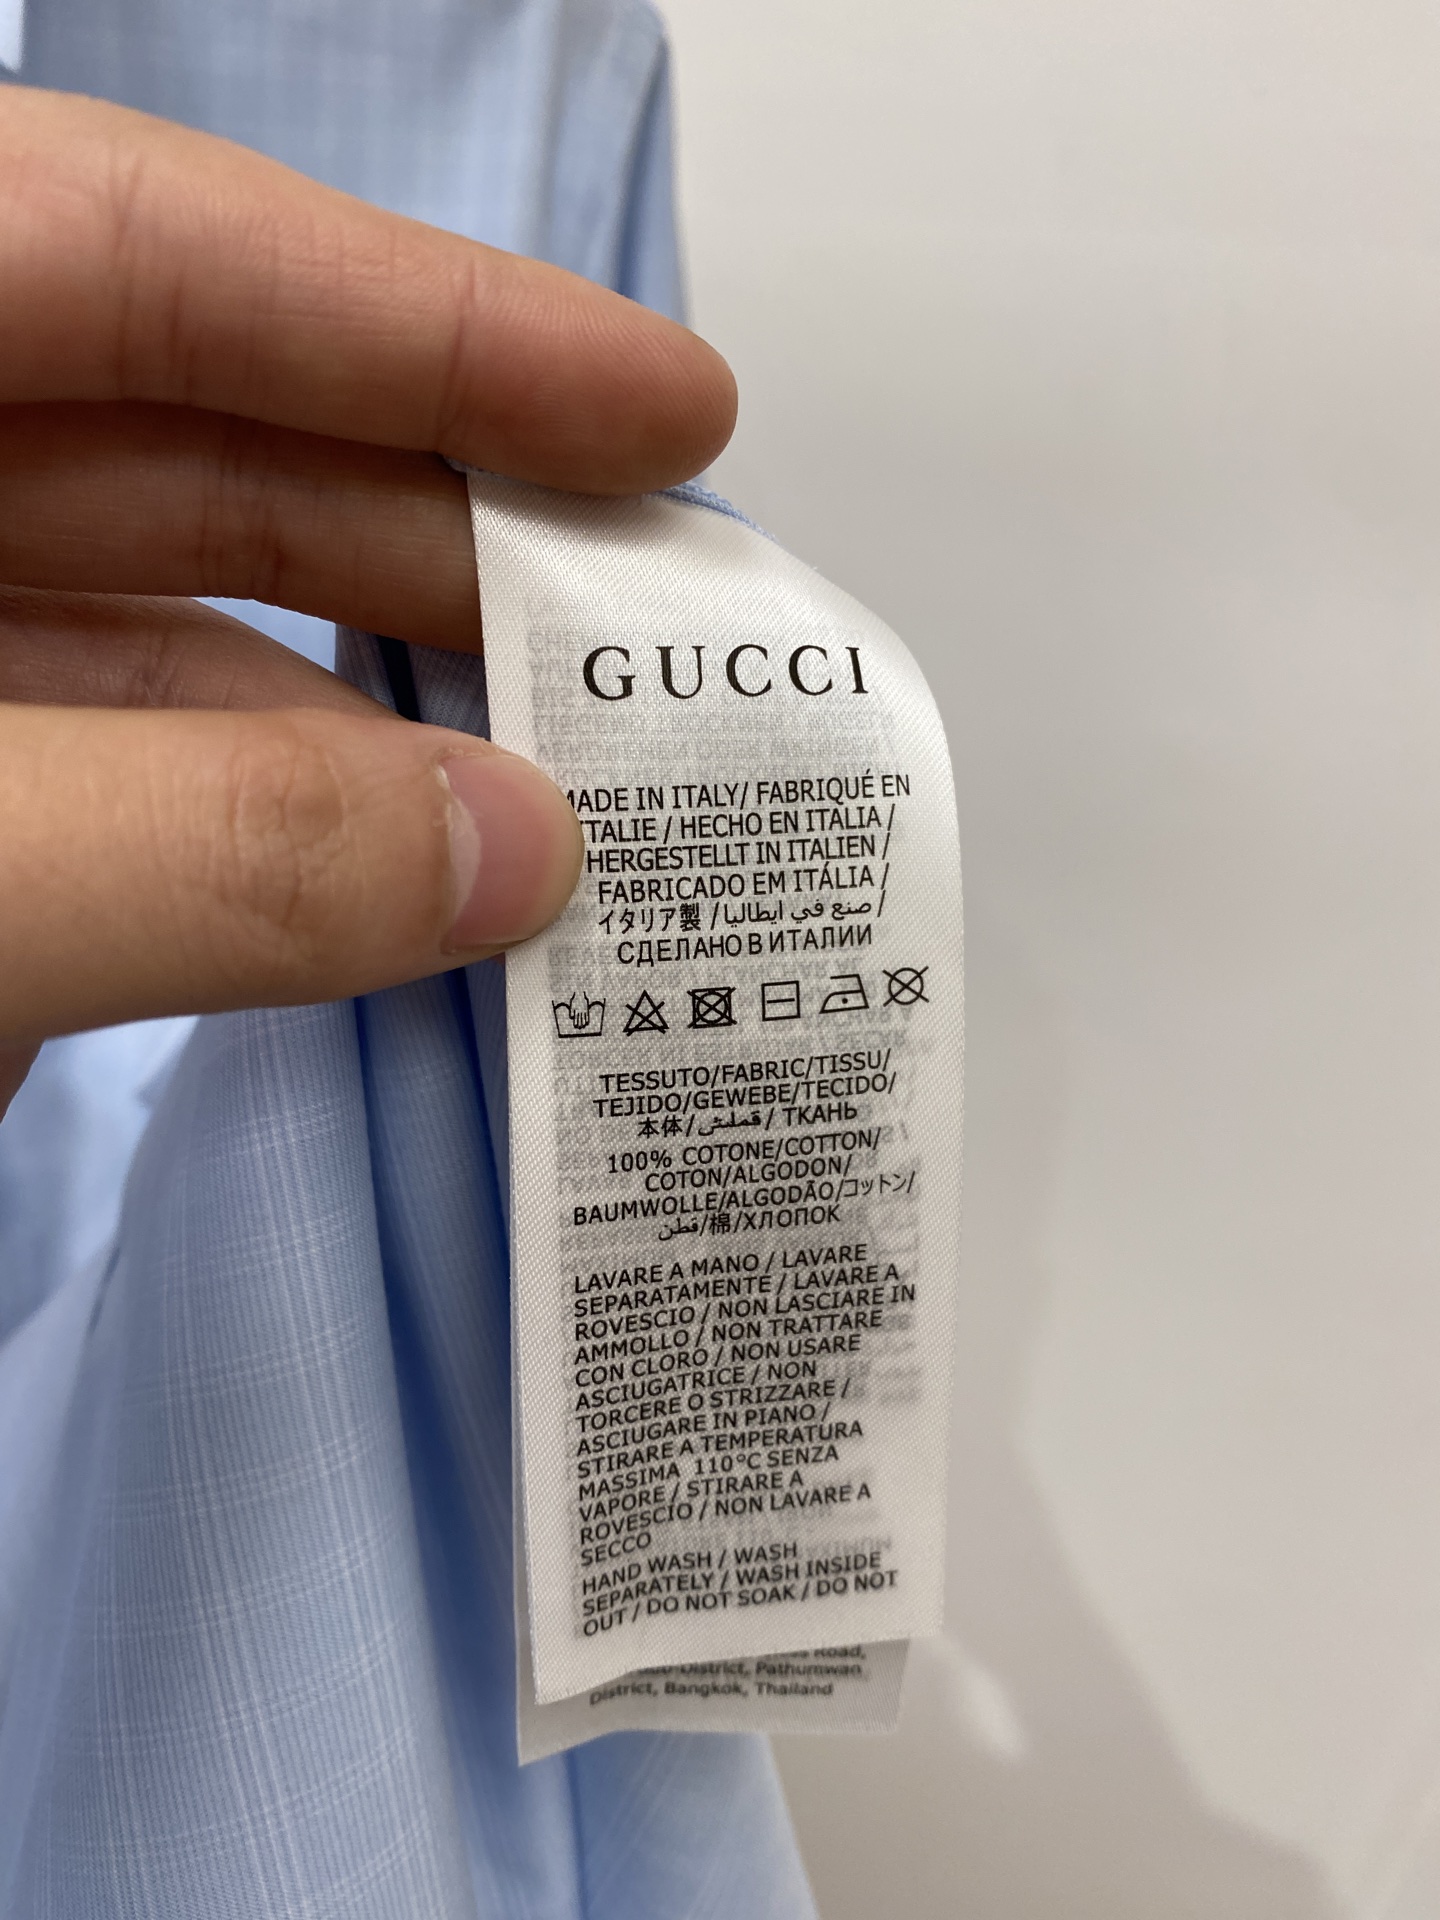 GUCCI
MADE IN ITALY/ FABRIQUÉ EN
ITALIE / HECHO EN ITALIA /
HERGESTELLT IN ITALIEN /
FABRICADO EM ITÁLIA /
イタリア製 / صنع في ايطاليا /
СДЕЛАНО В ИТАЛИИ
TESSUTO/FABRIC/TISSU/
TEJIDO/GEWEBE/TECIDO/
本体/قملش/ ТКАНЬ
100% COTONE/COTTON/
COTON/ALGODON/
BAUMWOLLE/ALGODÃO/コットン/
قطن/棉/ХЛОПОК
LAVARE A MANO / LAVARE
SEPARATAMENTE / LAVARE A
ROVESCIO / NON LASCIARE IN
AMMOLLO / NON TRATTARE
CON CLORO / NON USARE
ASCIUGATRICE / NON
TORCERE O STRIZZARE /
ASCIUGARE IN PIANO /
STIRARE A TEMPERATURA
MASSIMA 110°C SENZA
VAPORE / STIRARE A
ROVESCIO / NON LAVARE A
SECCO
HAND WASH / WASH
SEPARATELY / WASH INSIDE
OUT / DO NOT SOAK / DO NOT
Road,
District, Pathumwan
District, Bangkok, Thailand